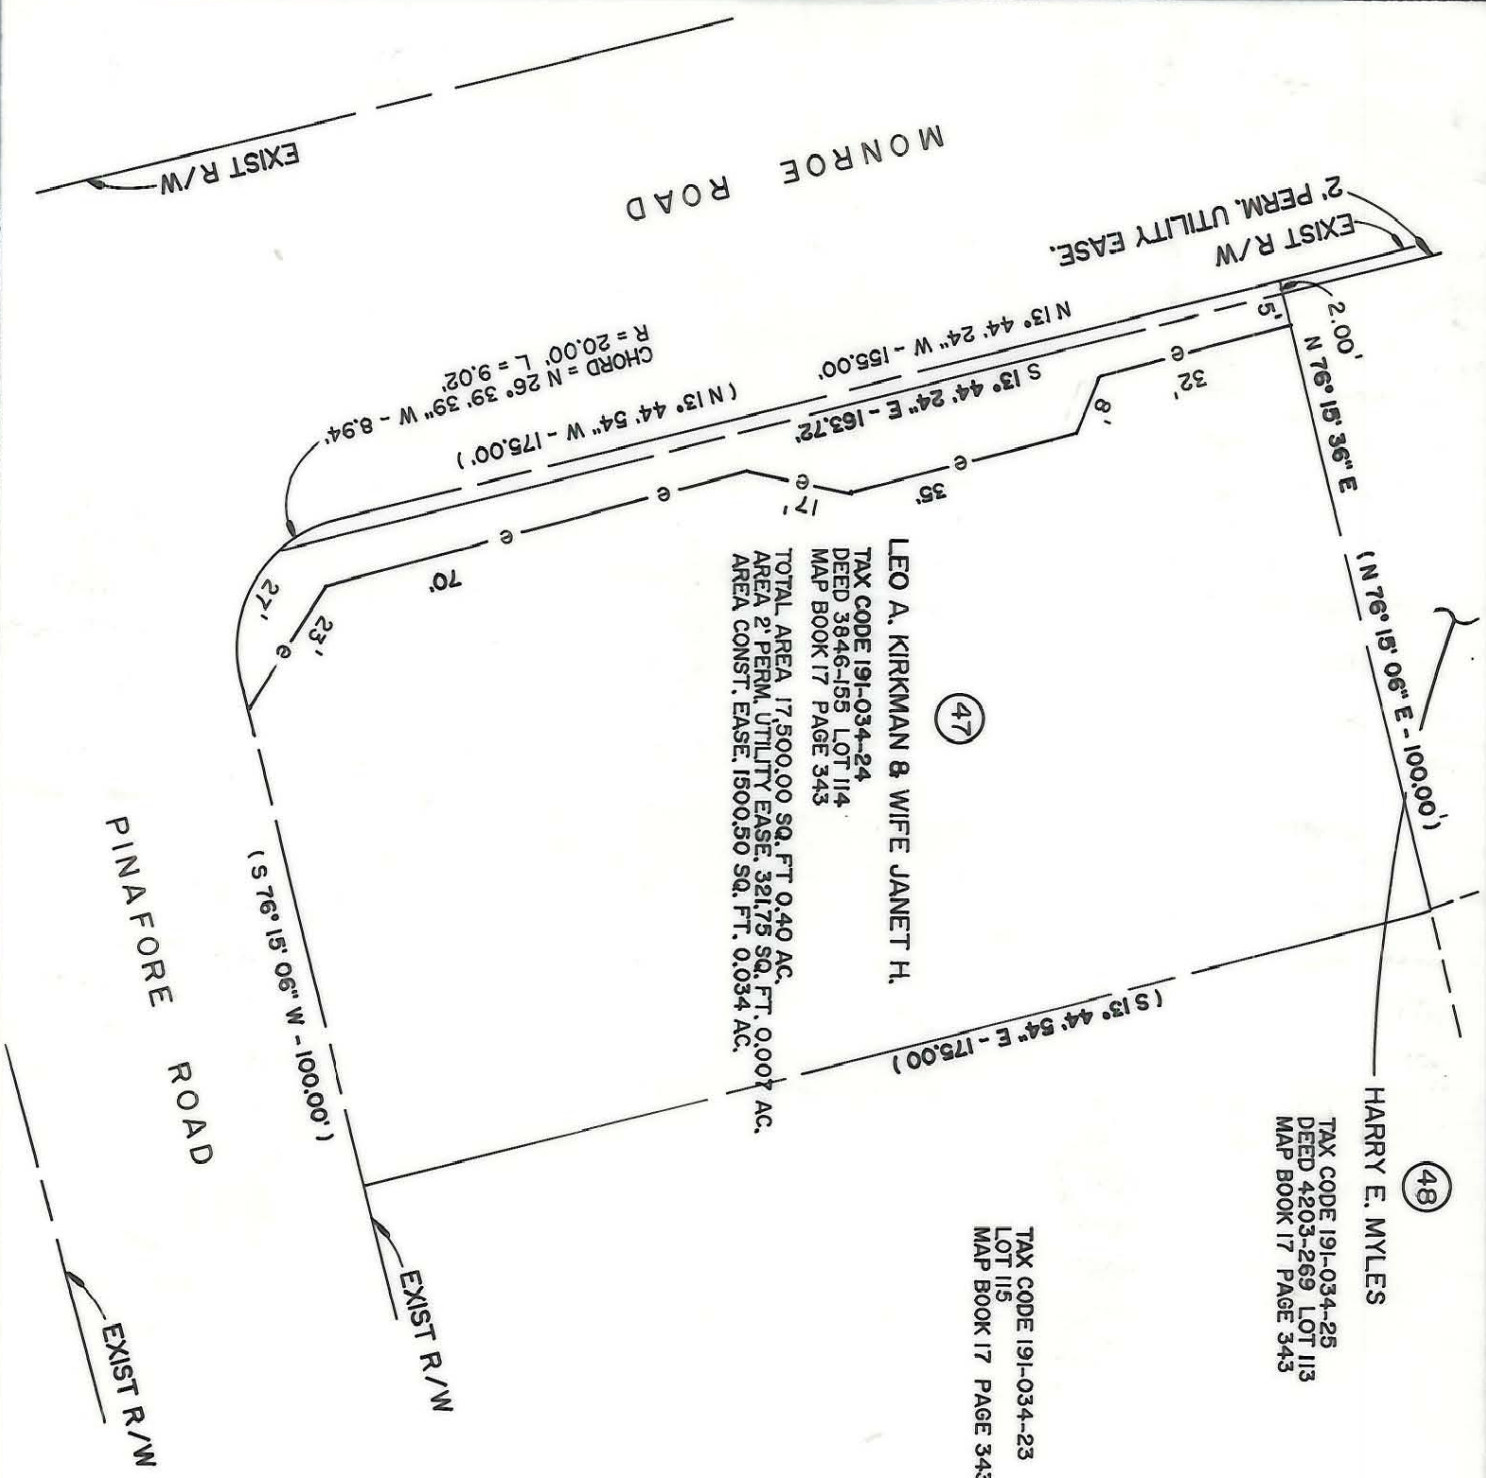 MONROE ROAD
EXIST R/W
2' PERM. UTILITY EASE.
EXIST R/W
2.00'
5'
N 13° 44' 24" W - 155.00'
S 13° 44' 24" E - 163.72'
(N 13° 44' 54" W - 175.00')
CHORD = N 26° 39' 39" W - 8.94'
R = 20.00' L = 9.02'
N 76° 15' 36" E
(N 76° 15' 06" E - 100.00')
e
32'
8'
e
35'
e
17'
e
e
70'
27'
23'
e
47
LEO A. KIRKMAN & WIFE JANET H.
TAX CODE 191-034-24
DEED 3846-155 LOT 114
MAP BOOK 17 PAGE 343
TOTAL AREA 17,500.00 SQ. FT 0.40 AC.
AREA 2' PERM. UTILITY EASE. 321.75 SQ. FT. 0.007 AC.
AREA CONST. EASE. 1500.50 SQ. FT. 0.034 AC.
(S 13° 44' 54" E - 175.00)
(S 76° 15' 06" W - 100.00')
PINAFORE ROAD
EXIST R/W
EXIST R/W
48
HARRY E. MYLES
TAX CODE 191-034-25
DEED 4203-269 LOT 113
MAP BOOK 17 PAGE 343
TAX CODE 191-034-23
LOT 115
MAP BOOK 17 PAGE 343